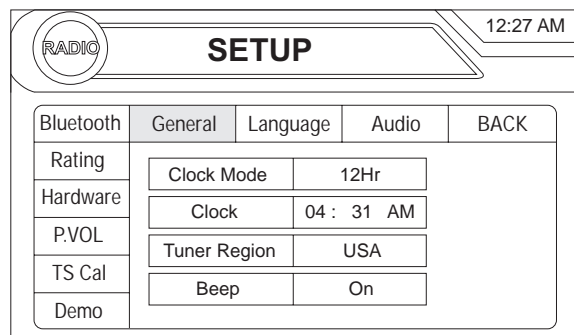 RADIO
SETUP
12:27 AM
Bluetooth General Language Audio BACK
Rating
Hardware
P.VOL
TS Cal
Demo
Clock Mode 12Hr
Clock 04 : 31 AM
Tuner Region USA
Beep On